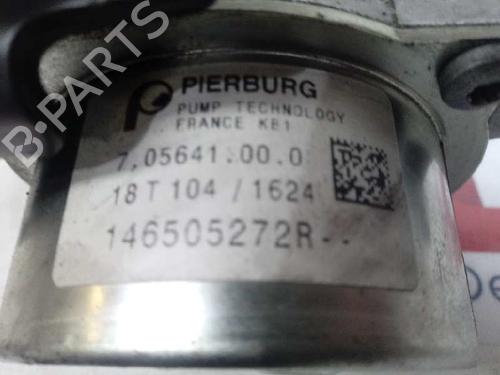 B-PARTS
PIERBURG
PUMP TECHNOLOGY
FRANCE KB1
7.05641.00.0
18 T 104 / 1624
146505272R--